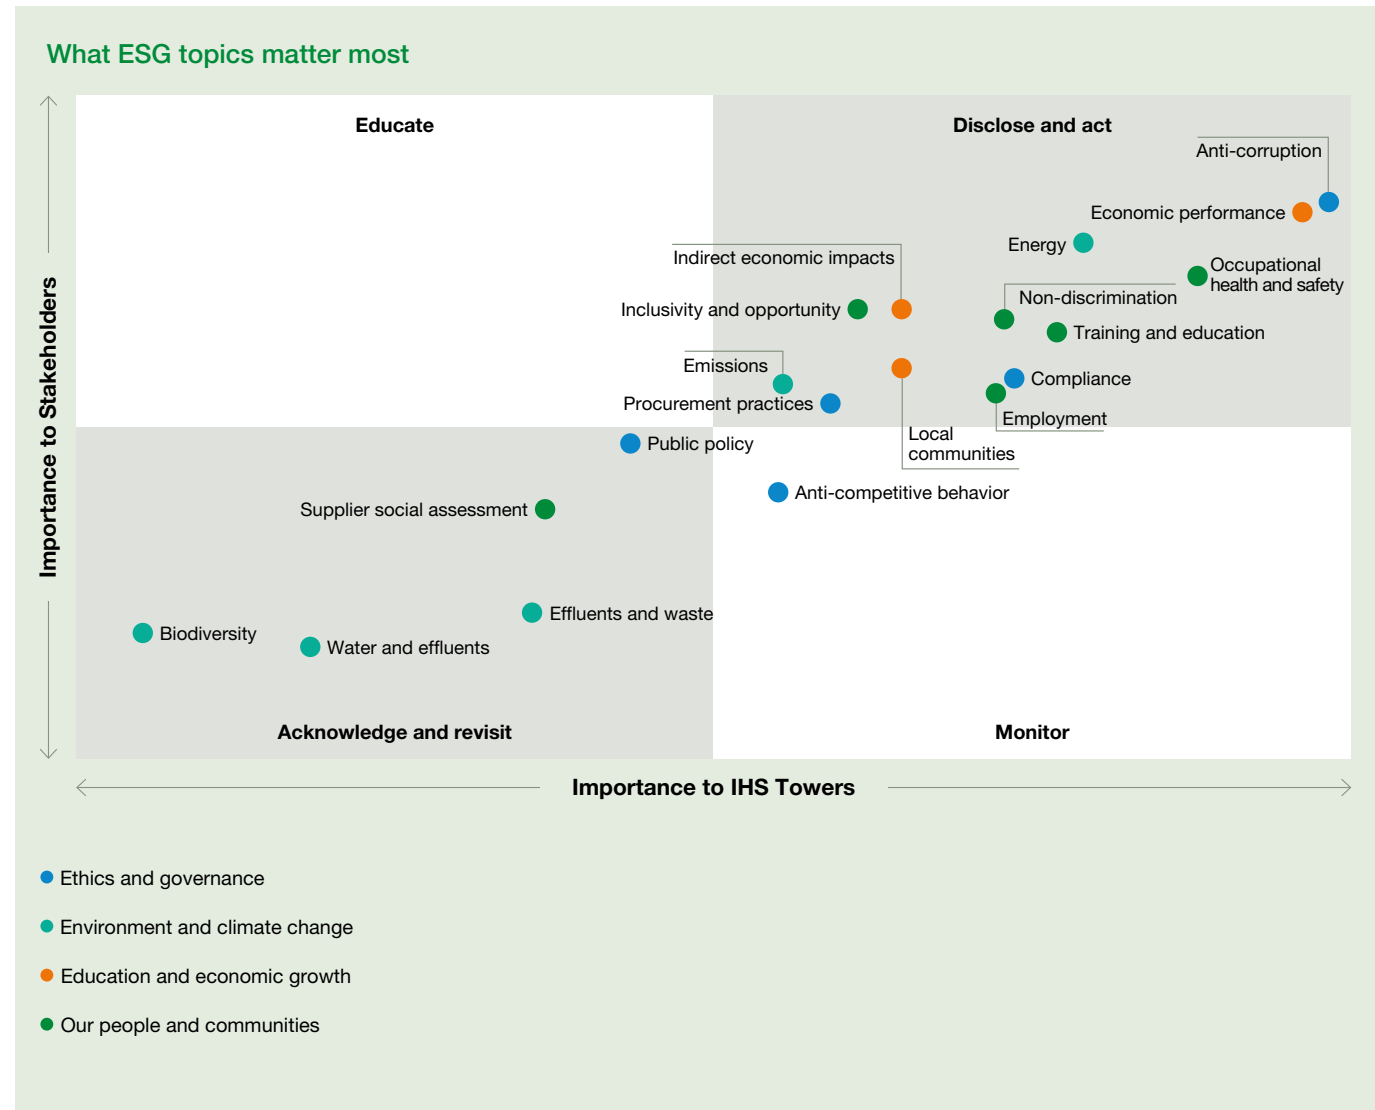 What ESG topics matter most
Educate
Disclose and act
Anti-corruption
Economic performance
Energy
Indirect economic impacts
Occupational
health and safety
Non-discrimination
Inclusivity and opportunity
Training and education
Emissions
Compliance
Procurement practices
Employment
Local
communities
Public policy
Anti-competitive behavior
Supplier social assessment
Effluents and waste
Biodiversity
Water and effluents
Acknowledge and revisit
Monitor
Importance to Stakeholders
Importance to IHS Towers
Ethics and governance
Environment and climate change
Education and economic growth
Our people and communities